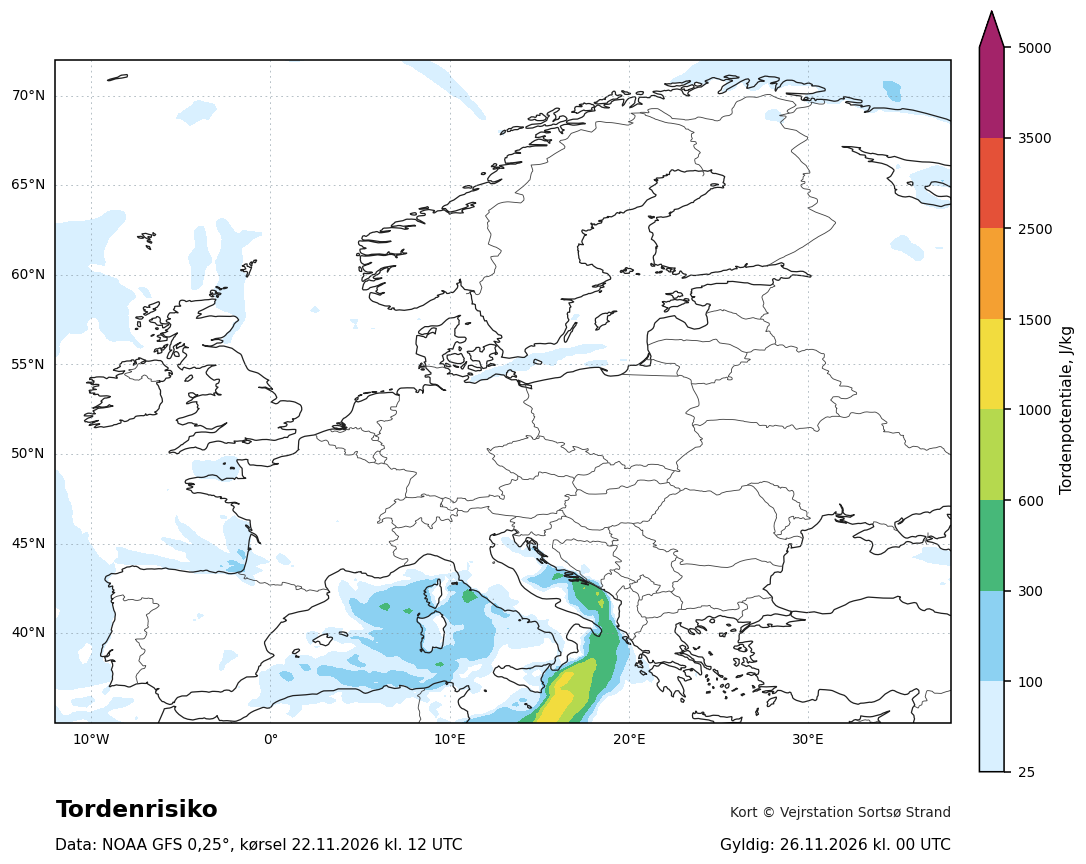 70°N
65°N
60°N
55°N
50°N
45°N
40°N
10°W
0°
10°E
20°E
30°E
5000
3500
2500
1500
1000
600
300
100
25
Tordenpotentiale, J/kg
Tordenrisiko
Kort © Vejrstation Sortsø Strand
Data: NOAA GFS 0,25°, kørsel 22.11.2026 kl. 12 UTC
Gyldig: 26.11.2026 kl. 00 UTC